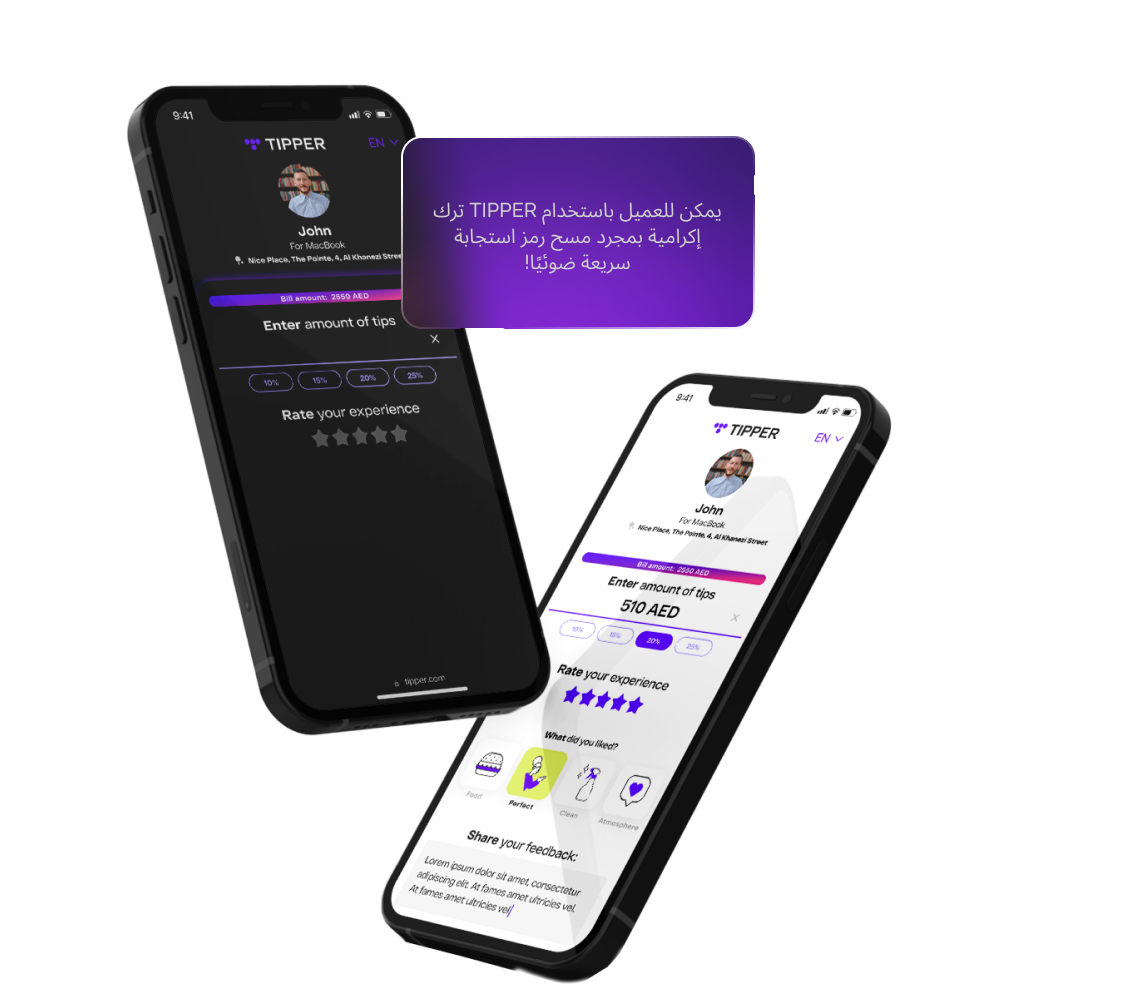 9:41
TIPPER
EN
John
For MacBook
Nice Place, The Pointe, 4, Al Khanezi Stree
Bill amount: 2550 AED
Enter amount of tips
10%
15%
20%
25%
Rate your experience
tipper.com
يمكن للعميل باستخدام TIPPER ترك
إكرامية بمجرد مسح رمز استجابة
سريعة ضوئيًا!
9:41
TIPPER
EN
John
For MacBook
Nice Place, The Pointe, 4, Al Khanezi Street
Bill amount: 2550 AED
Enter amount of tips
510 AED
10%
15%
20%
25%
Rate your experience
What did you liked?
Food
Perfect
Clean
Atmosphere
Share your feedback:
Lorem ipsum dolor sit amet, consectetur
adipiscing elit. At fames amet ultricies vel.
At fames amet ultricies vel